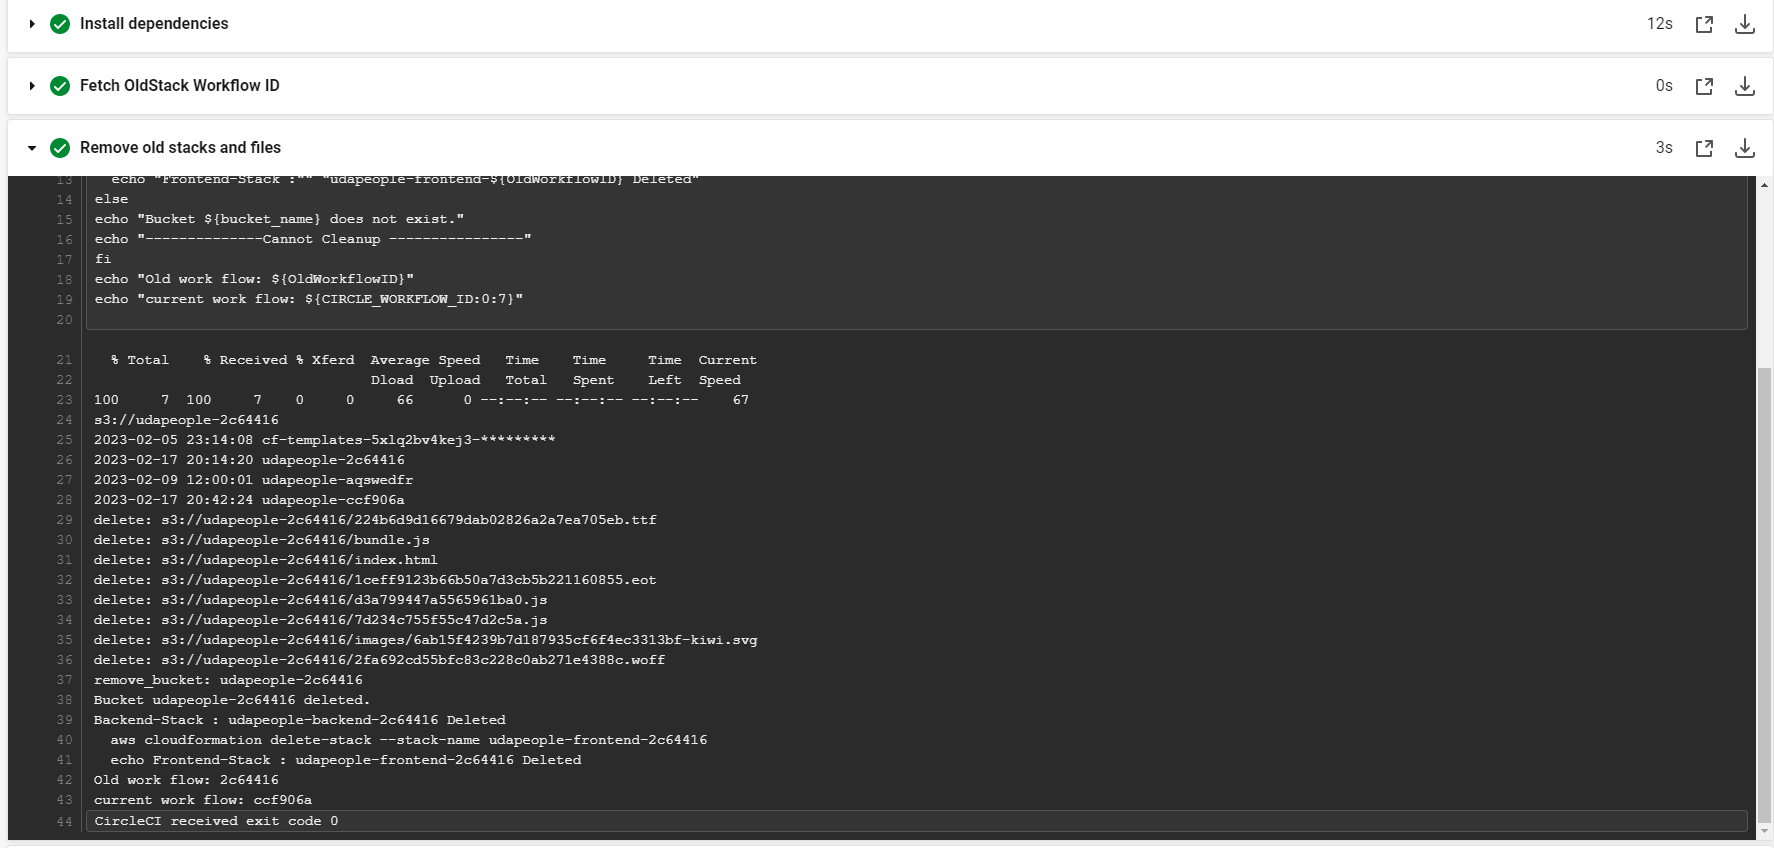 Install dependencies 12s
Fetch OldStack Workflow ID 0s
Remove old stacks and files 3s
13   echo "Frontend-Stack :"" "udapeople-frontend-${OldWorkflowID} Deleted"
14 else
15 echo "Bucket ${bucket_name} does not exist."
16 echo "--------------Cannot Cleanup ----------------"
17 fi
18 echo "Old work flow: ${OldWorkflowID}"
19 echo "current work flow: ${CIRCLE_WORKFLOW_ID:0:7}"
20
21   % Total    % Received % Xferd  Average Speed   Time    Time     Time  Current
22                                  Dload  Upload   Total   Spent    Left  Speed
23 100     7  100     7    0     0     66      0 --:--:-- --:--:-- --:--:--    67
24 s3://udapeople-2c64416
25 2023-02-05 23:14:08 cf-templates-5xlq2bv4kej3-*********
26 2023-02-17 20:14:20 udapeople-2c64416
27 2023-02-09 12:00:01 udapeople-aqswedfr
28 2023-02-17 20:42:24 udapeople-ccf906a
29 delete: s3://udapeople-2c64416/224b6d9d16679dab02826a2a7ea705eb.ttf
30 delete: s3://udapeople-2c64416/bundle.js
31 delete: s3://udapeople-2c64416/index.html
32 delete: s3://udapeople-2c64416/1ceff9123b66b50a7d3cb5b221160855.eot
33 delete: s3://udapeople-2c64416/d3a799447a5565961ba0.js
34 delete: s3://udapeople-2c64416/7d234c755f55c47d2c5a.js
35 delete: s3://udapeople-2c64416/images/6ab15f4239b7d187935cf6f4ec3313bf-kiwi.svg
36 delete: s3://udapeople-2c64416/2fa692cd55bfc83c228c0ab271e4388c.woff
37 remove_bucket: udapeople-2c64416
38 Bucket udapeople-2c64416 deleted.
39 Backend-Stack : udapeople-backend-2c64416 Deleted
40   aws cloudformation delete-stack --stack-name udapeople-frontend-2c64416
41   echo Frontend-Stack : udapeople-frontend-2c64416 Deleted
42 Old work flow: 2c64416
43 current work flow: ccf906a
44 CircleCI received exit code 0